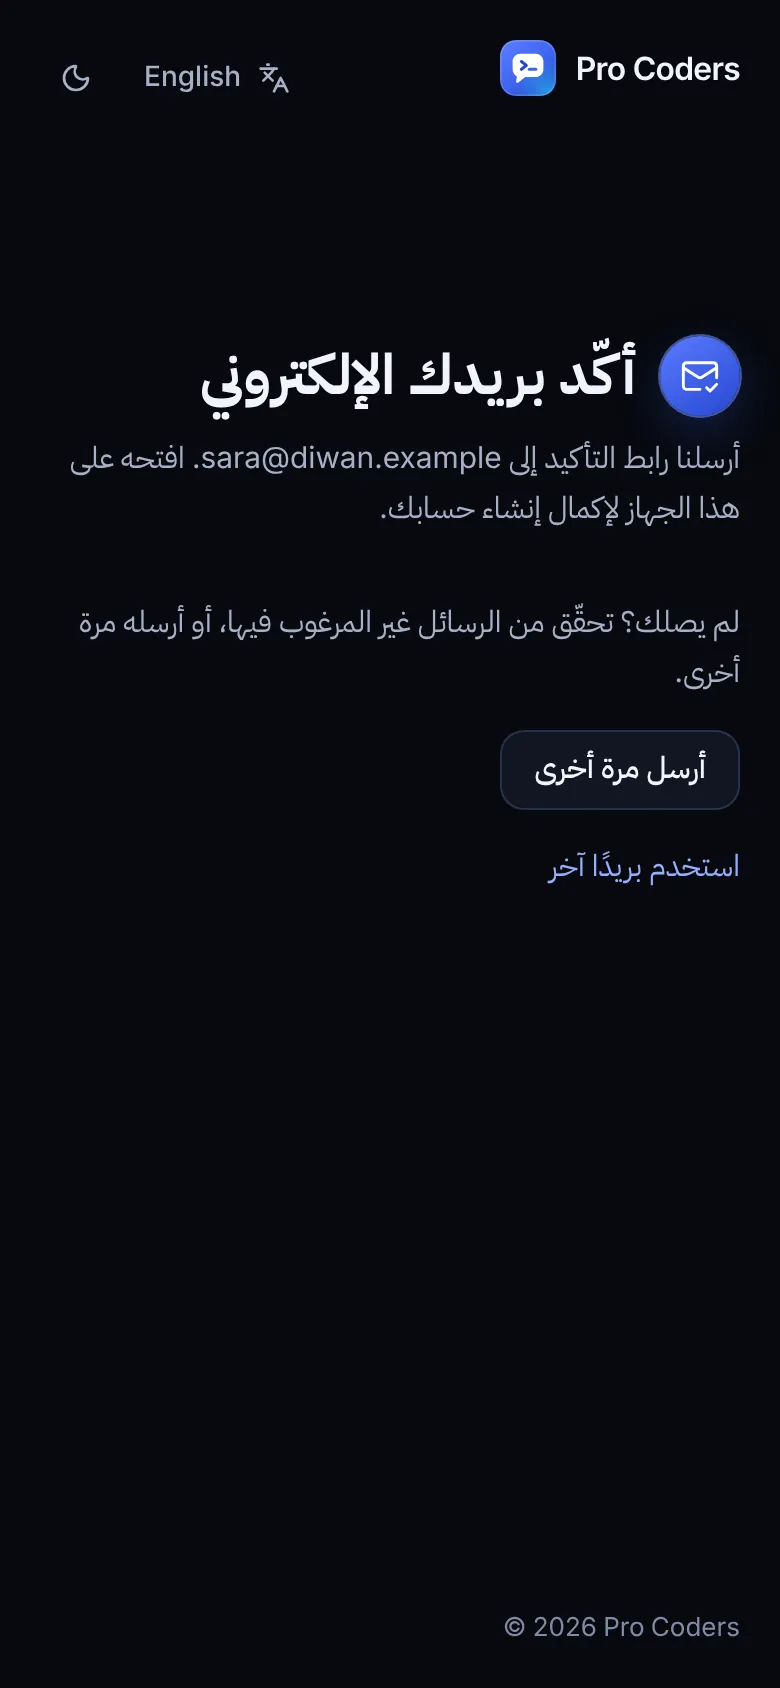 Pro Coders
English
أكّد بريدك الإلكتروني
أرسلنا رابط التأكيد إلى sara@diwan.example. افتحه على
هذا الجهاز لإكمال إنشاء حسابك.
لم يصلك؟ تحقّق من الرسائل غير المرغوب فيها، أو أرسله مرة
أخرى.
أرسل مرة أخرى
استخدم بريدًا آخر
© 2026 Pro Coders